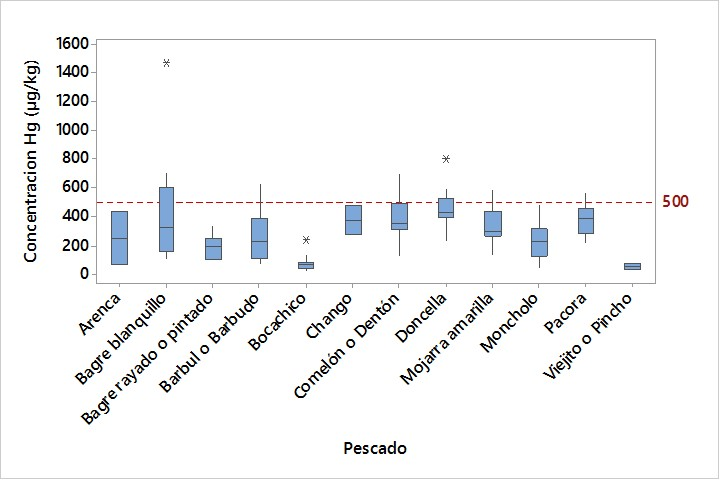 Concentracion Hg (µg/kg)
1600
1400
1200
1000
800
600
400
200
0
500
Arenca
Bagre blanquillo
Bagre rayado o pintado
Barbul o Barbudo
Bocachico
Chango
Comelón o Dentón
Doncella
Mojarra amarilla
Moncholo
Pacora
Viejito o Pincho
Pescado